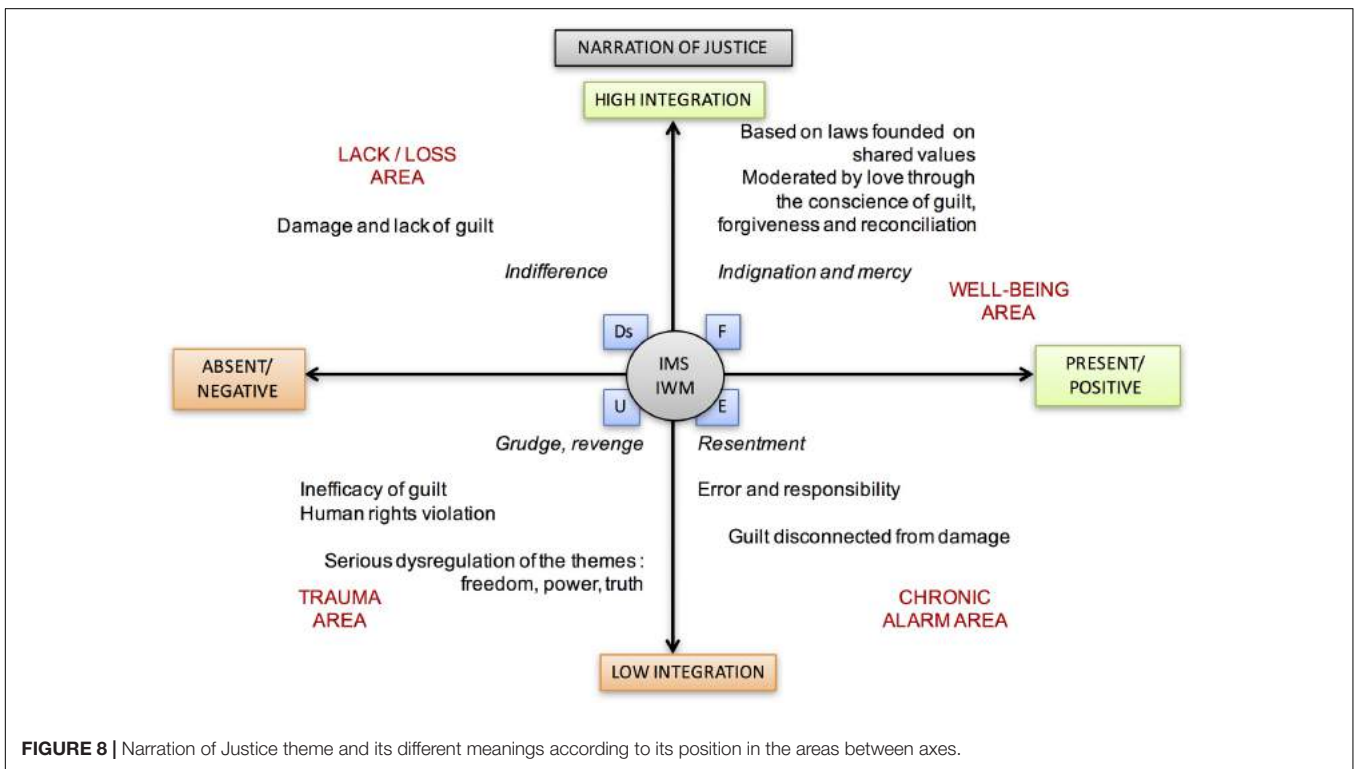 NARRATION OF JUSTICE
HIGH INTEGRATION
LACK / LOSS
AREA
Damage and lack of guilt
Indifference
Based on laws founded on
shared values
Moderated by love through
the conscience of guilt,
forgiveness and reconciliation
Indignation and mercy
WELL-BEING
AREA
Ds
F
ABSENT/
NEGATIVE
IMS
IWM
PRESENT/
POSITIVE
U
E
Grudge, revenge
Inefficacy of guilt
Human rights violation
Serious dysregulation of the themes :
freedom, power, truth
TRAUMA
AREA
Resentment
Error and responsibility
Guilt disconnected from damage
CHRONIC
ALARM AREA
LOW INTEGRATION
FIGURE 8 | Narration of Justice theme and its different meanings according to its position in the areas between axes.